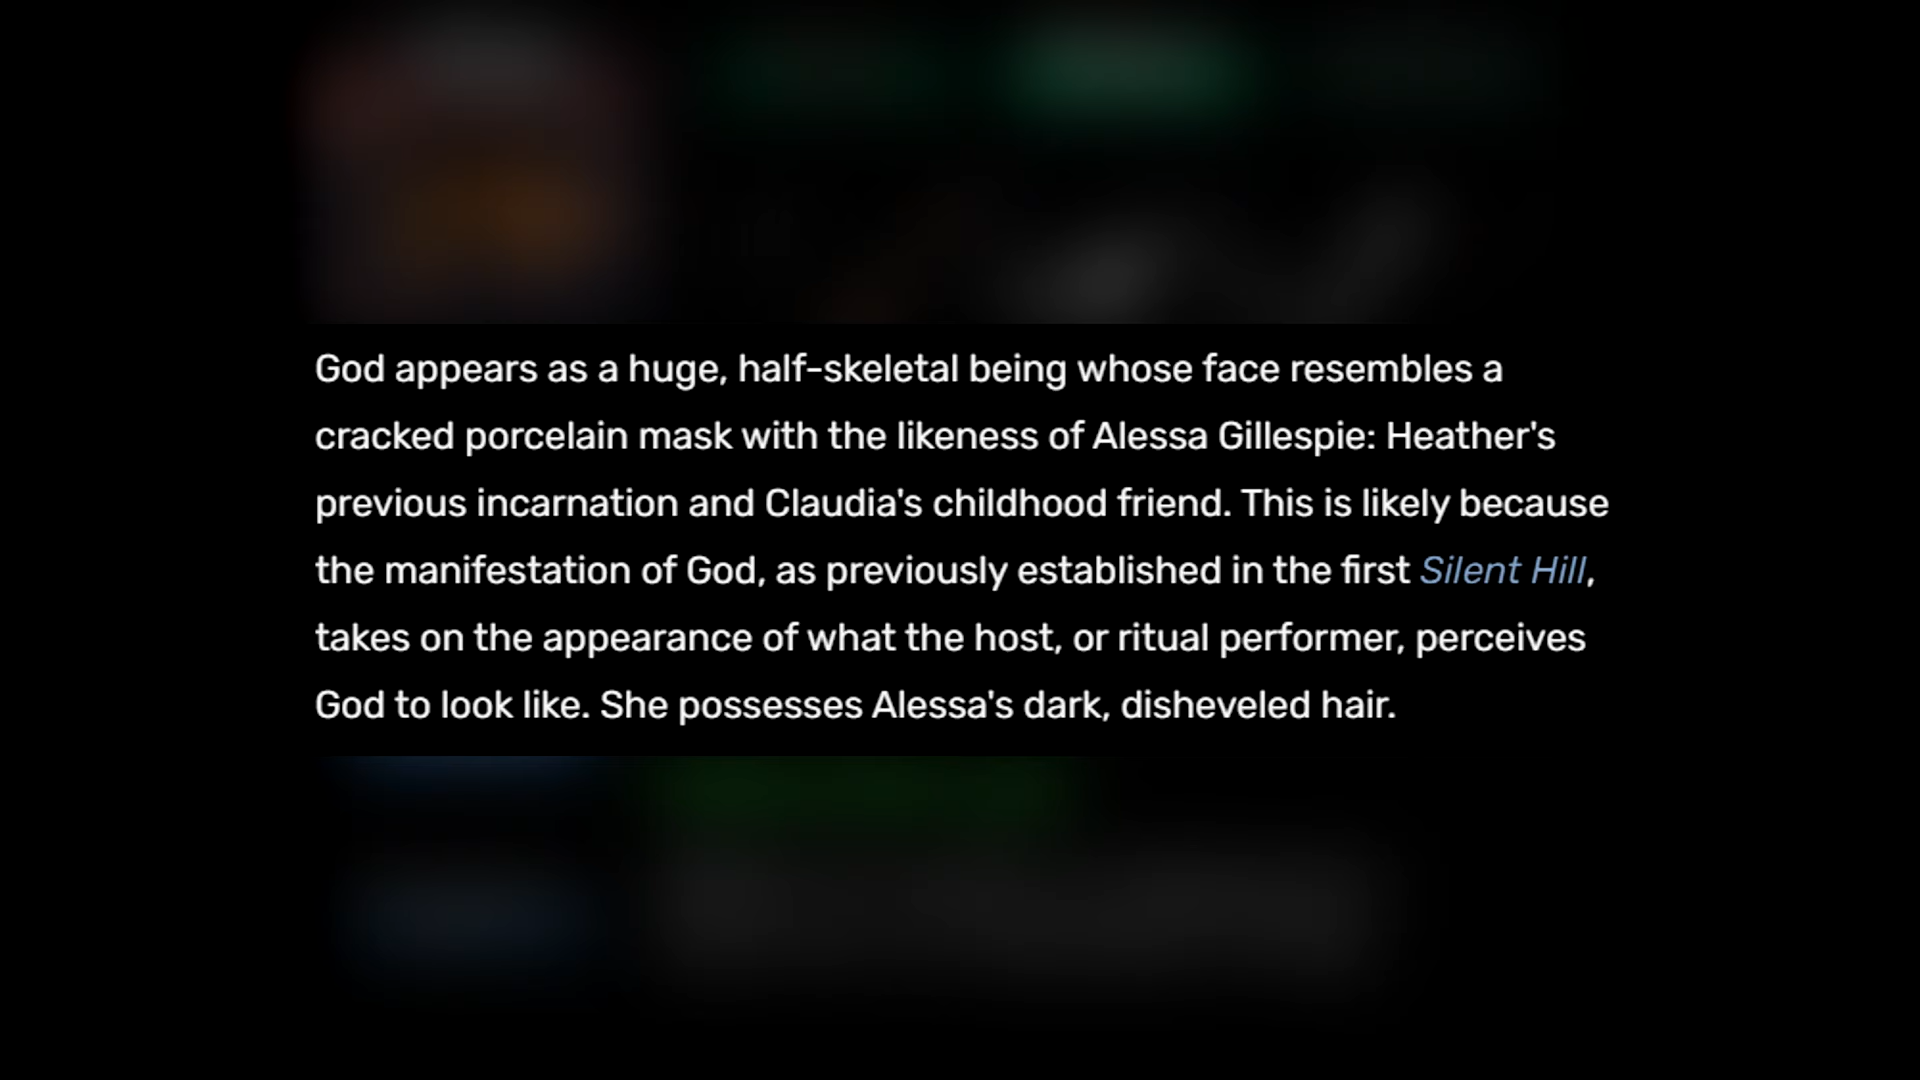 God appears as a huge, half-skeletal being whose face resembles a
cracked porcelain mask with the likeness of Alessa Gillespie: Heather's
previous incarnation and Claudia's childhood friend. This is likely because
the manifestation of God, as previously established in the first Silent Hill,
takes on the appearance of what the host, or ritual performer, perceives
God to look like. She possesses Alessa's dark, disheveled hair.